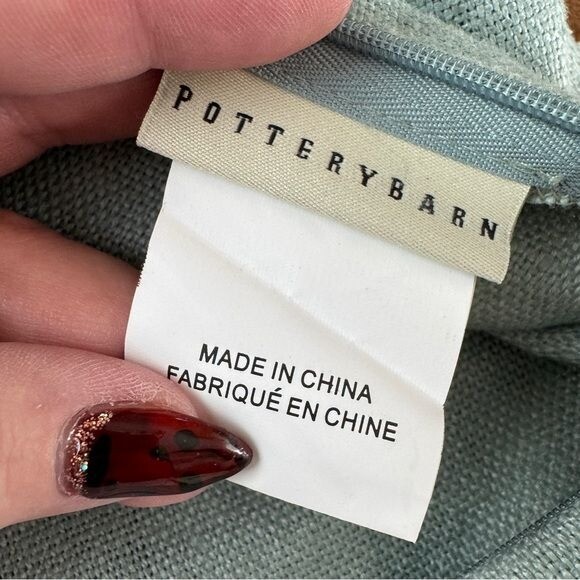 POTTERYBARN
MADE IN CHINA
FABRIQUÉ EN CHINE